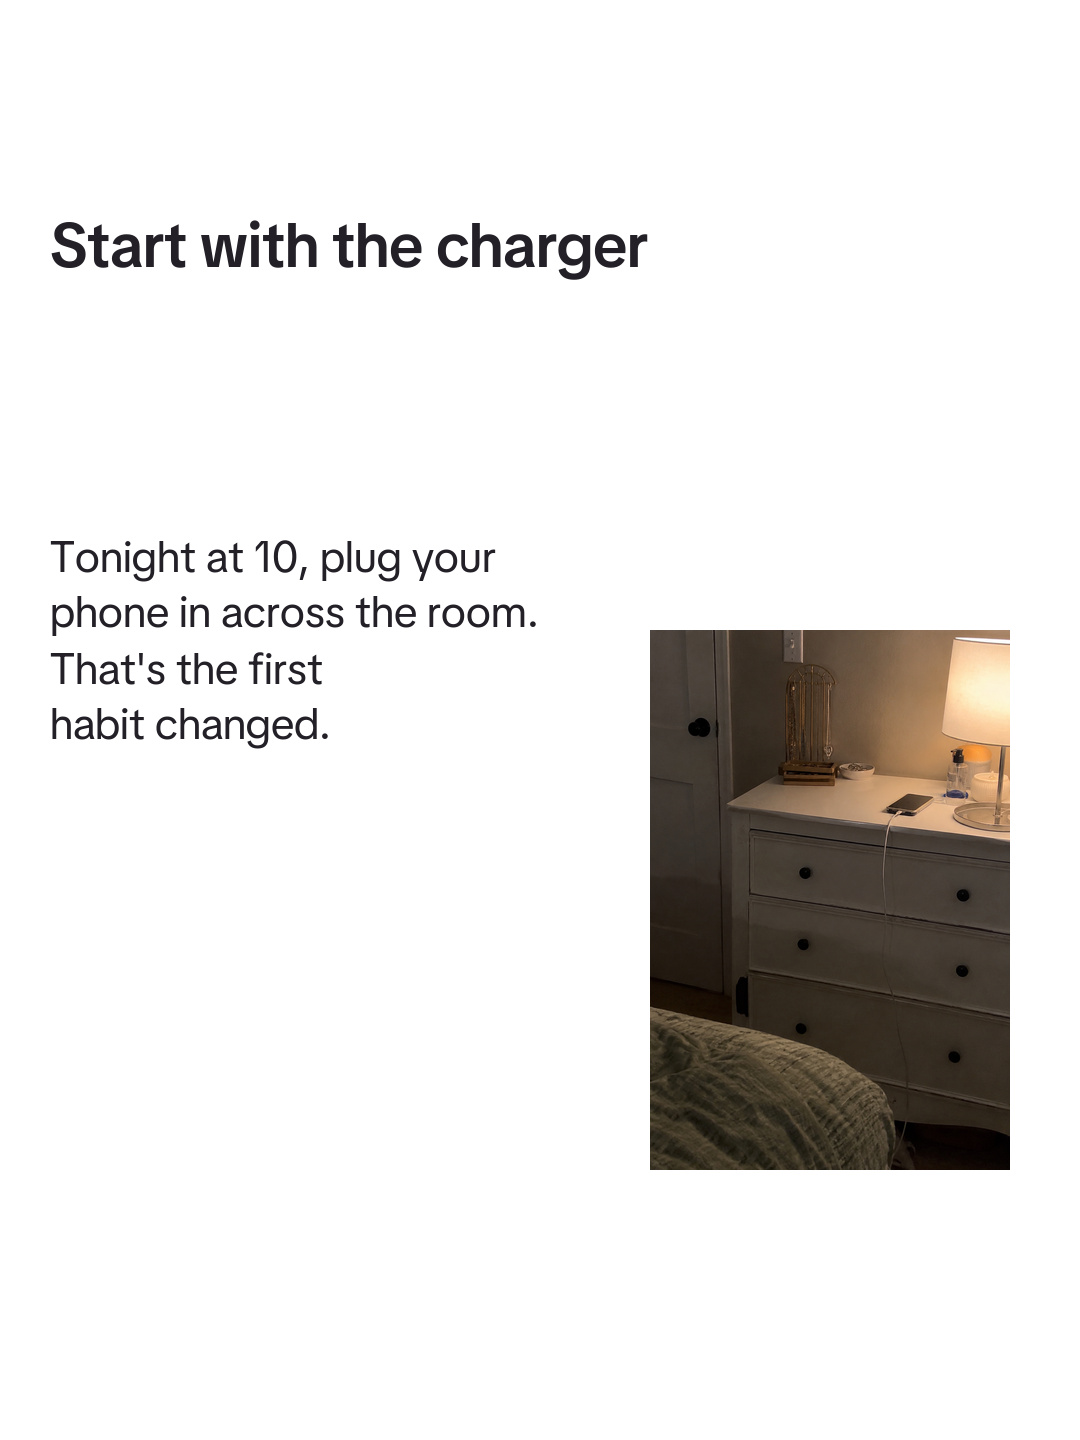 Start with the charger
Tonight at 10, plug your
phone in across the room.
That's the first
habit changed.